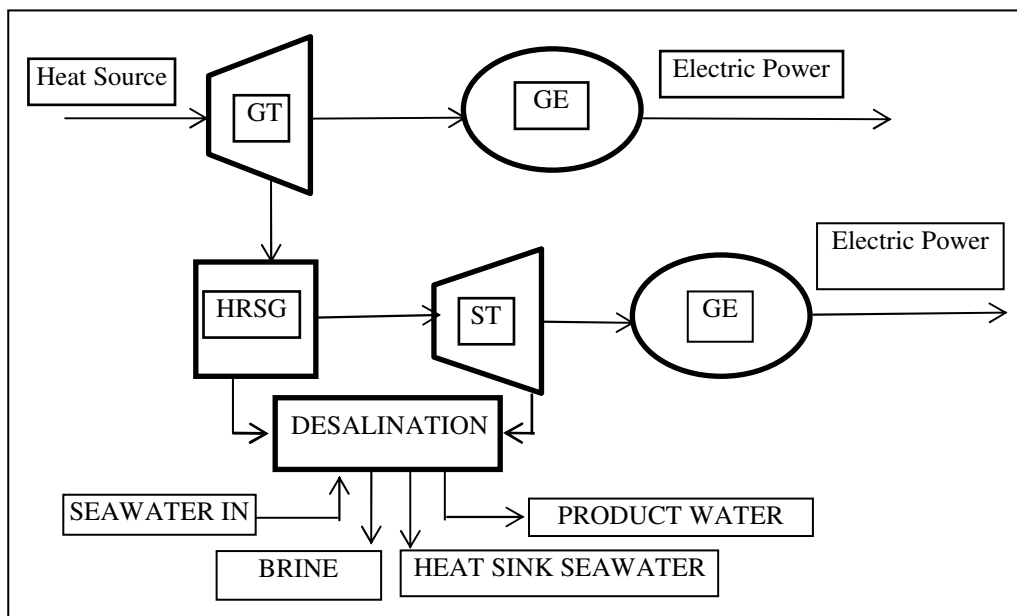 Heat Source
GT
GE
Electric Power
HRSG
ST
GE
Electric Power
DESALINATION
SEAWATER IN
PRODUCT WATER
BRINE
HEAT SINK SEAWATER